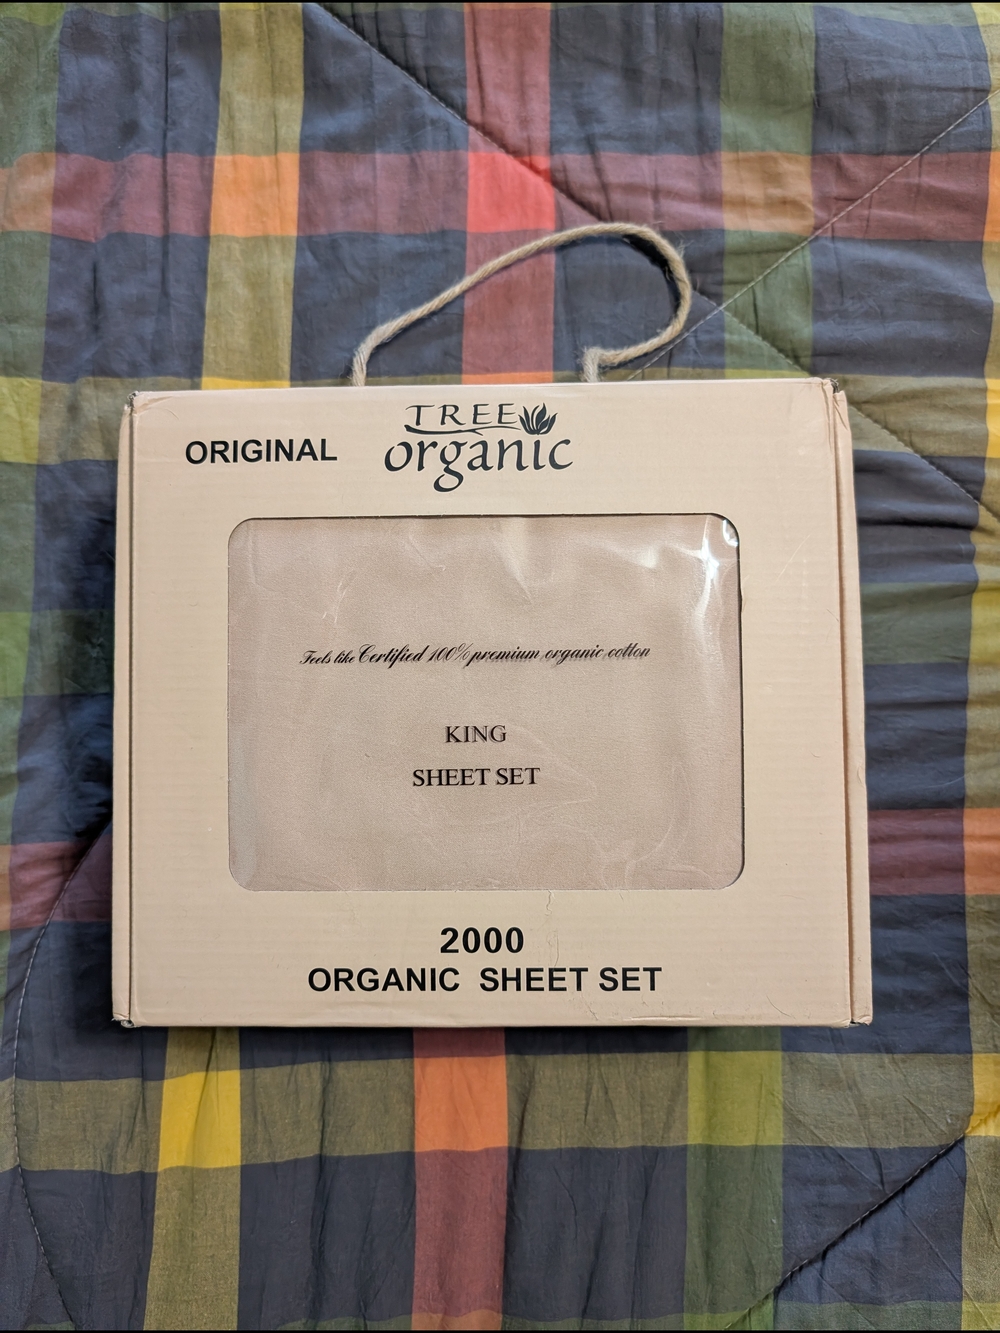 ORIGINAL
TREE
organic
Feels like Certified 100% premium organic cotton
KING
SHEET SET
2000
ORGANIC SHEET SET